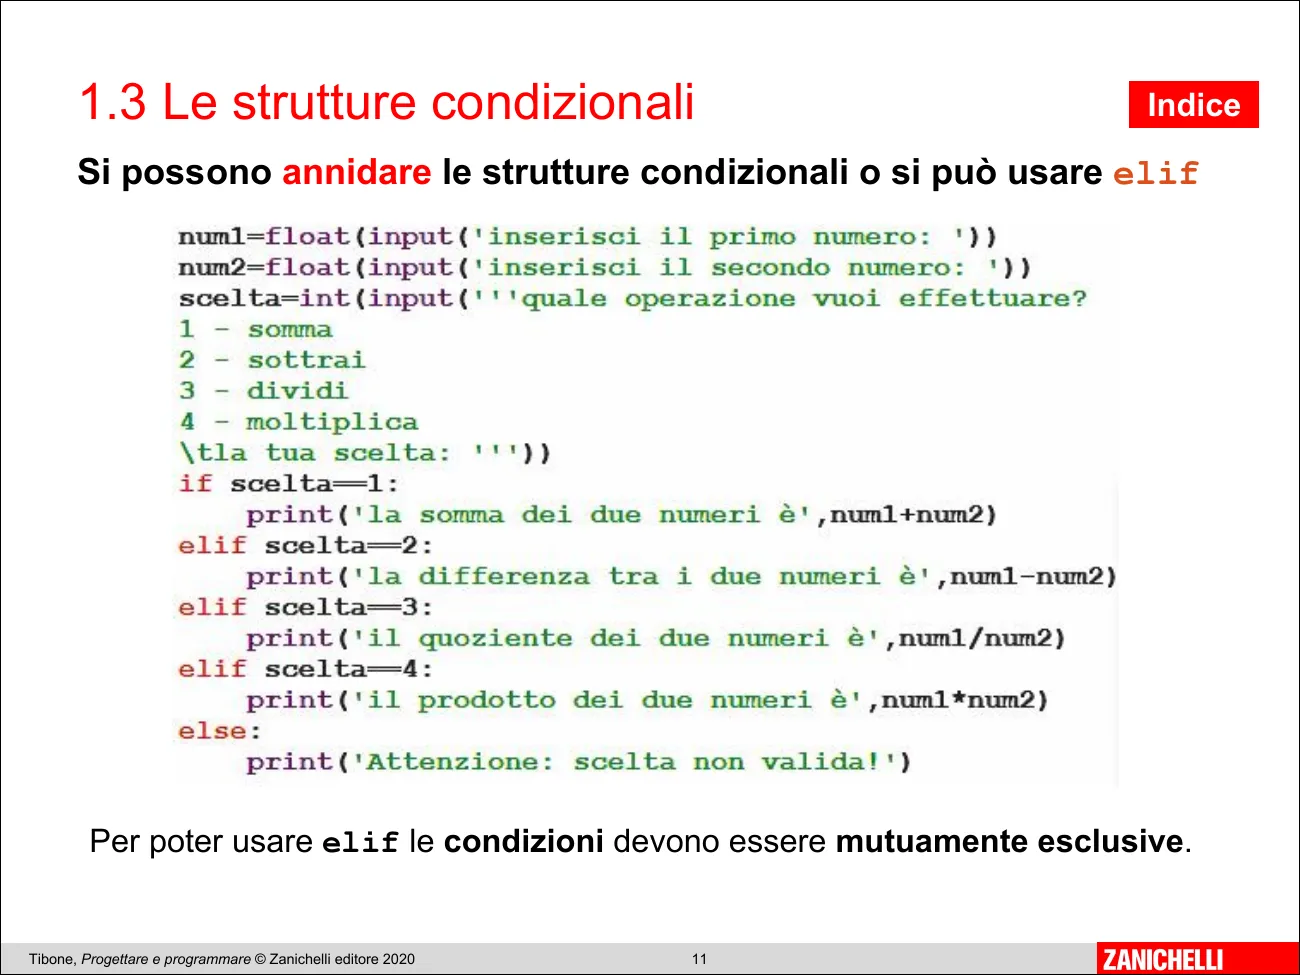 1.3 Le strutture condizionali
Indice
Si possono annidare le strutture condizionali o si può usare elif
num1=float(input('inserisci il primo numero: '))
num2=float(input('inserisci il secondo numero: '))
scelta=int(input('''quale operazione vuoi effettuare?
1 - somma
2 - sottrai
3 - dividi
4 - moltiplica
\tla tua scelta: '''))
if scelta==1:
    print('la somma dei due numeri è',num1+num2)
elif scelta==2:
    print('la differenza tra i due numeri è',num1-num2)
elif scelta==3:
    print('il quoziente dei due numeri è',num1/num2)
elif scelta==4:
    print('il prodotto dei due numeri è',num1*num2)
else:
    print('Attenzione: scelta non valida!')
Per poter usare elif le condizioni devono essere mutuamente esclusive.
Tibone, Progettare e programmare © Zanichelli editore 2020
11
ZANICHELLI